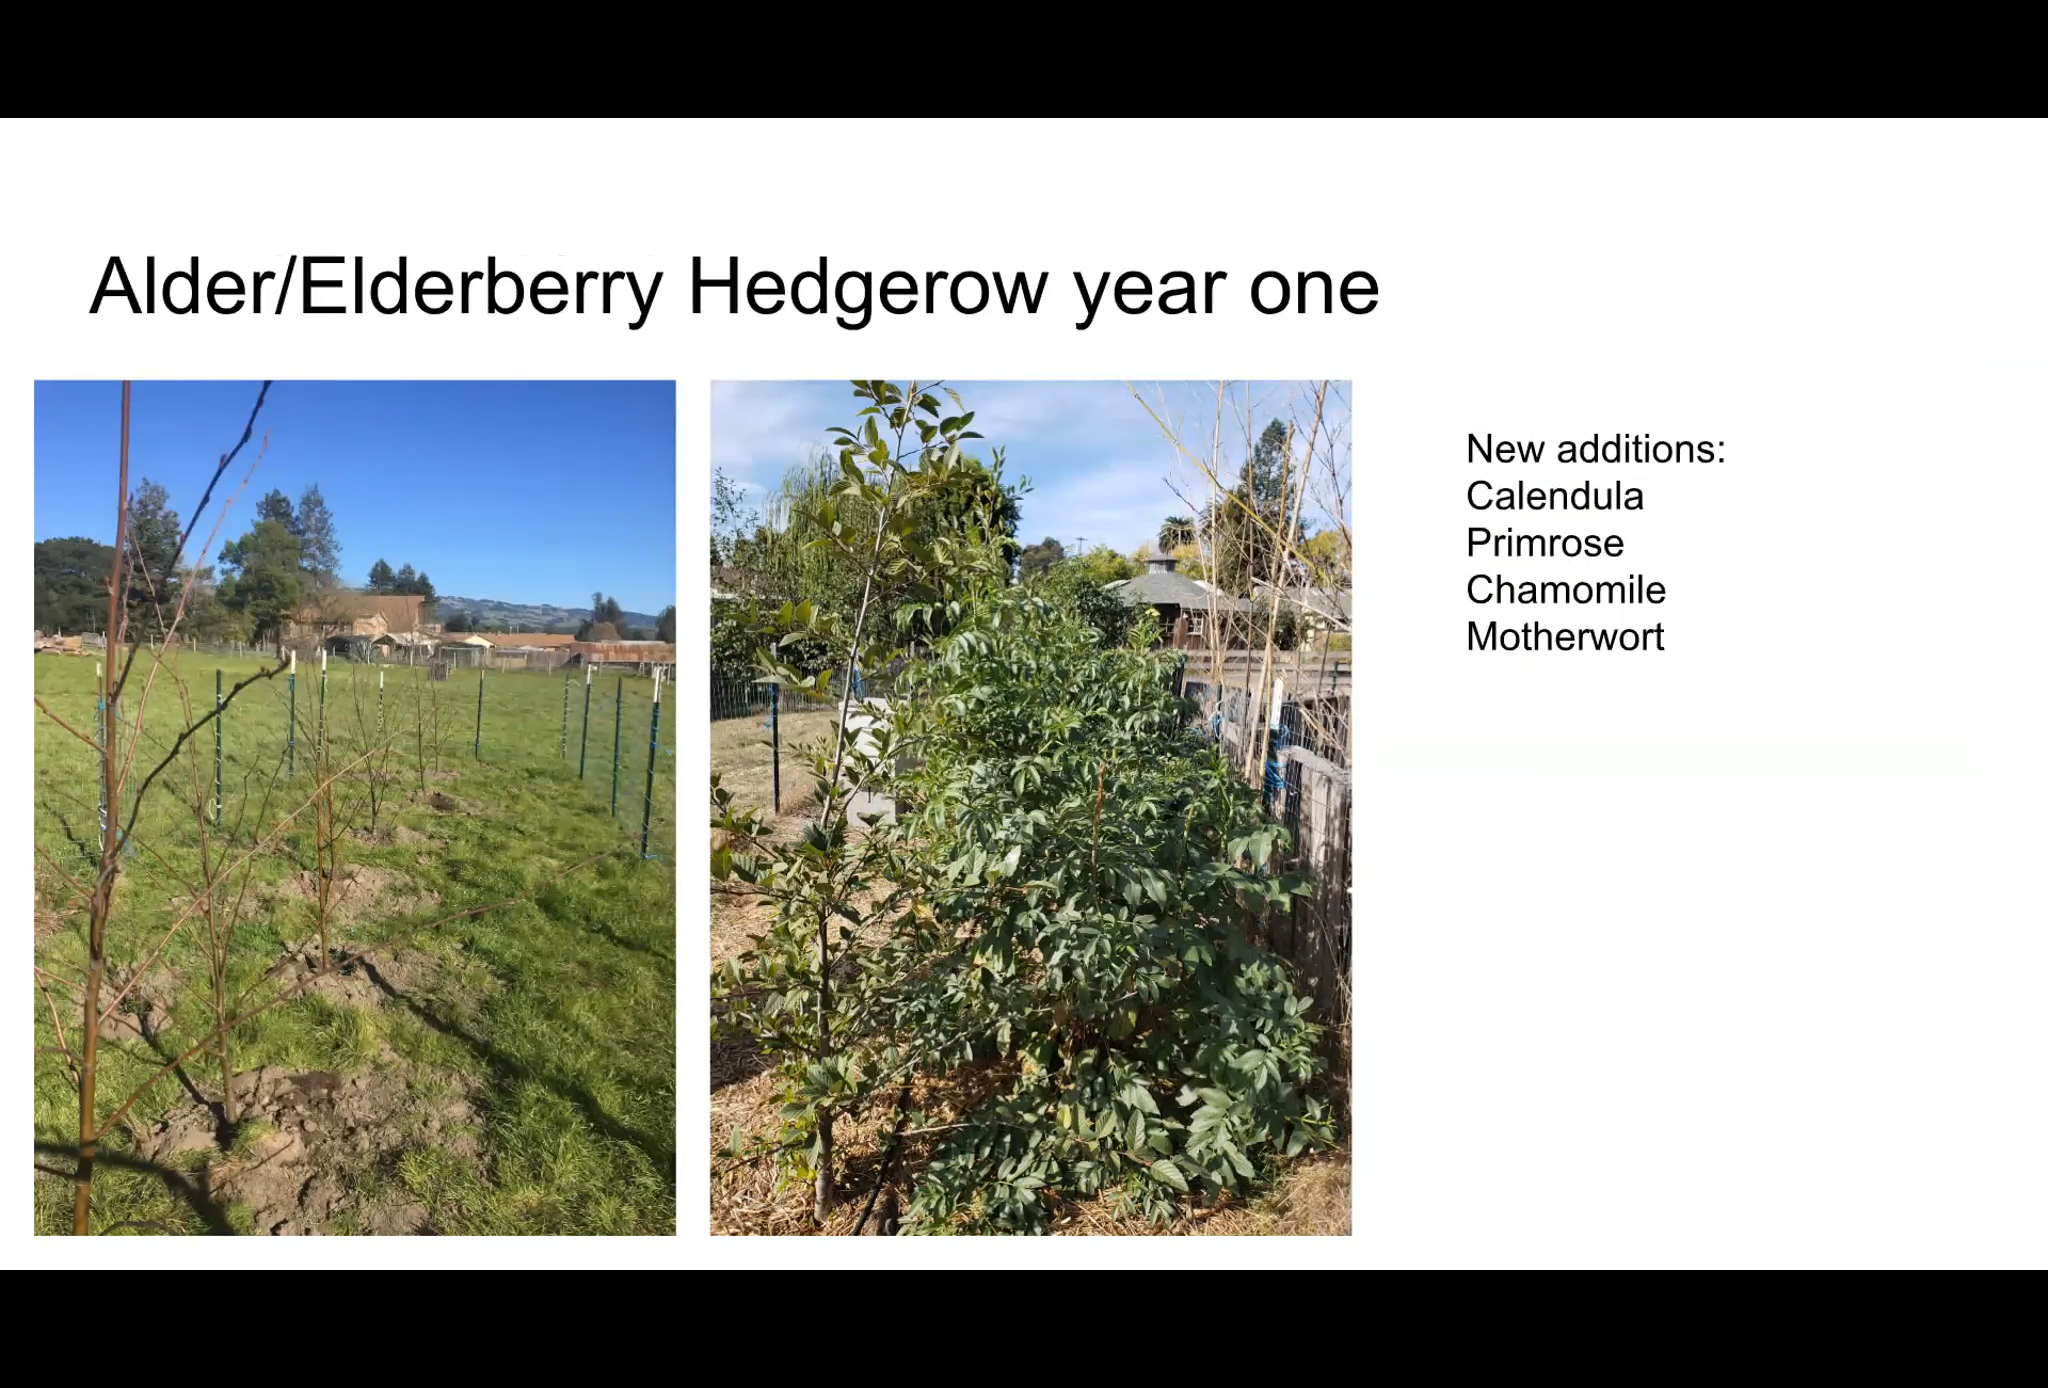 Alder/Elderberry Hedgerow year one
New additions:
Calendula
Primrose
Chamomile
Motherwort